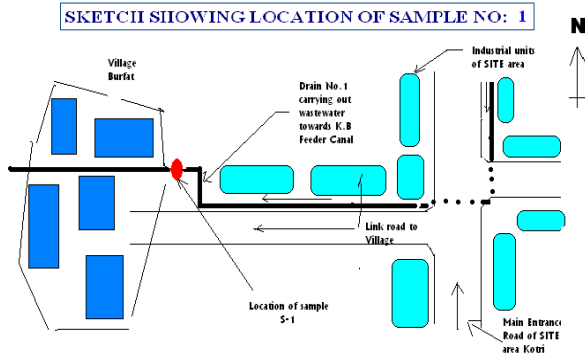 SKETCH SHOWING LOCATION OF SAMPLE NO: 1
N
Village
Burfat
Industrial units
of SITE area
Drain No.1
carrying out
wastewater
towards K.B
Feeder Canal
Link road to
Village
Location of sample
S-1
Main Entrance
Road of SITE
area Kotri